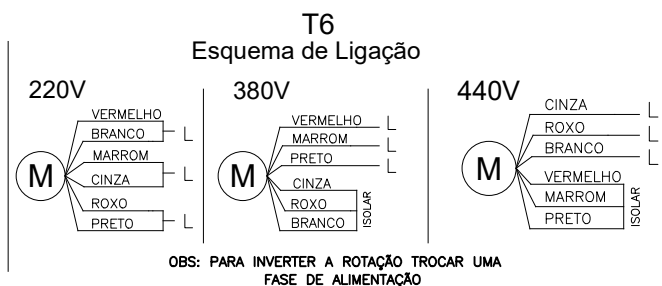 T6
Esquema de Ligação
220V
VERMELHO
BRANCO
L
MARROM
CINZA
L
ROXO
PRETO
L
M
380V
VERMELHO L
MARROM L
PRETO L
CINZA
ROXO
BRANCO
ISOLAR
M
440V
CINZA L
ROXO L
BRANCO L
VERMELHO
MARROM
PRETO
ISOLAR
M
OBS: PARA INVERTER A ROTAÇÃO TROCAR UMA
FASE DE ALIMENTAÇÃO